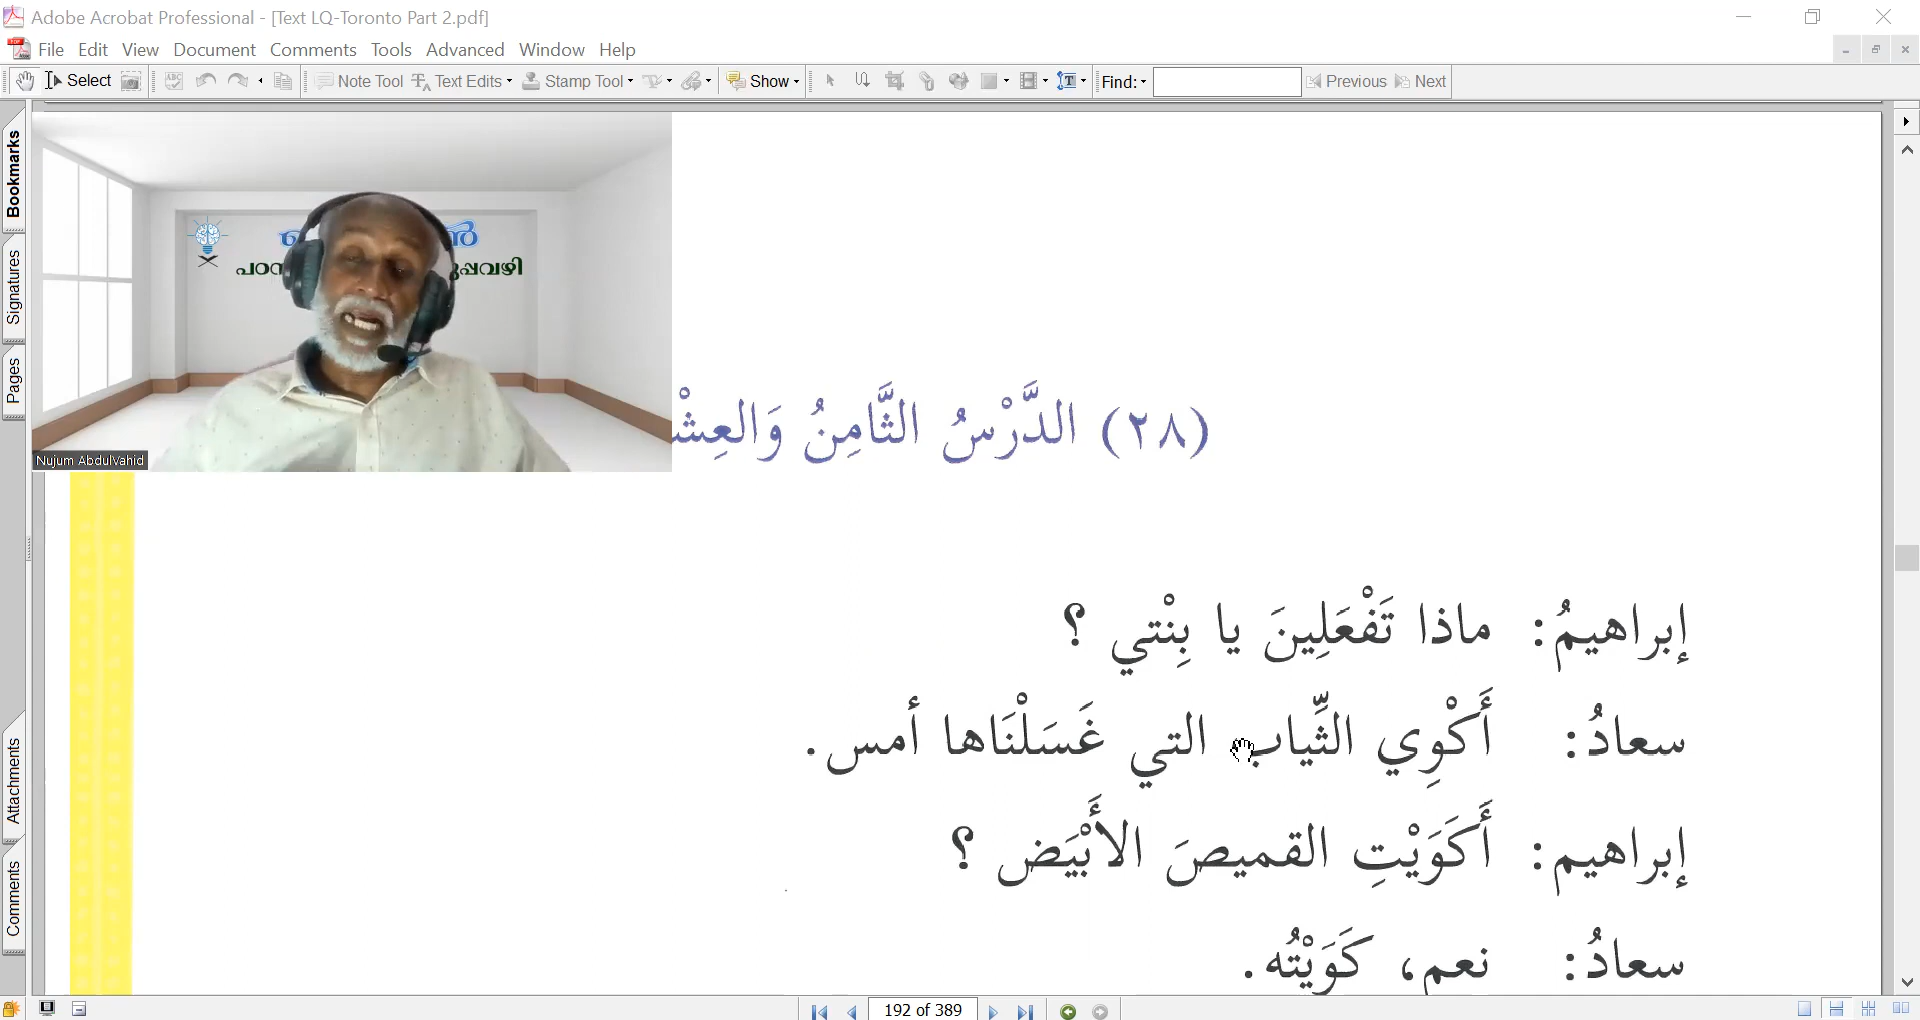 Adobe Acrobat Professional - [Text LQ-Toronto Part 2.pdf]
File Edit View Document Comments Tools Advanced Window Help
Select Note Tool Text Edits Stamp Tool Show Find: Previous Next
Bookmarks
Signatures
Pages
Attachments
Comments
Nujum AbdulVahid
(٢٨) الدَّرْسُ الثَّامِنُ
إبراهيمُ: ماذا تَفْعَلِينَ يا بِنْتي ؟
سعادُ: أَكْوِي الثِّيابَ التي غَسَلْنَاها أمس.
إبراهيم: أَكَوَيْتِ القميصَ الأَبْيَض ؟
سعادُ: نعم، كَوَيْتُه.
192 of 389